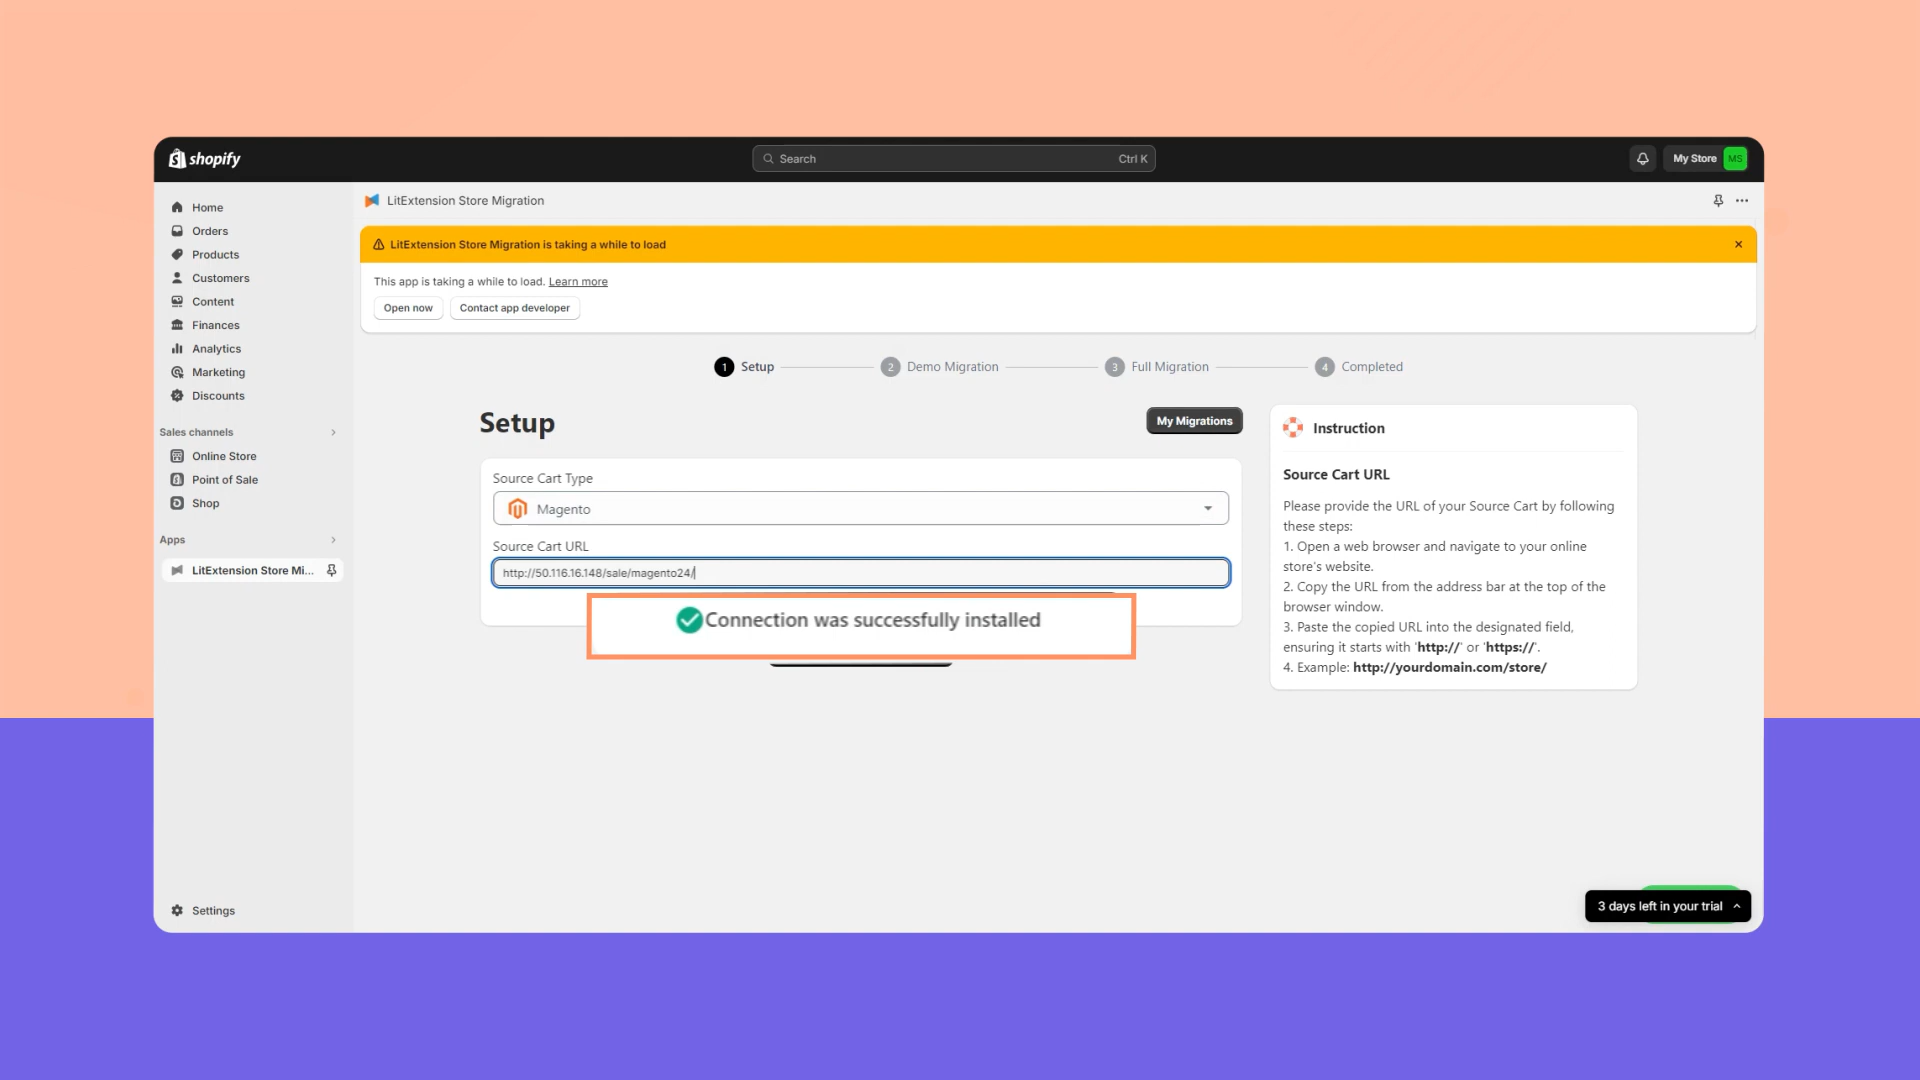 shopify
Search
Ctrl K
My Store
MS
Home
Orders
Products
Customers
Content
Finances
Analytics
Marketing
Discounts
Sales channels
Online Store
Point of Sale
Shop
Apps
LitExtension Store Mi...
Settings
LitExtension Store Migration
LitExtension Store Migration is taking a while to load
This app is taking a while to load. Learn more
Open now
Contact app developer
1 Setup
2 Demo Migration
3 Full Migration
4 Completed
Setup
My Migrations
Source Cart Type
Magento
Source Cart URL
http://50.116.16.148/sale/magento24/
Connection was successfully installed
Instruction
Source Cart URL
Please provide the URL of your Source Cart by following
these steps:
1. Open a web browser and navigate to your online
store's website.
2. Copy the URL from the address bar at the top of the
browser window.
3. Paste the copied URL into the designated field,
ensuring it starts with 'http://' or 'https://'.
4. Example: http://yourdomain.com/store/
3 days left in your trial